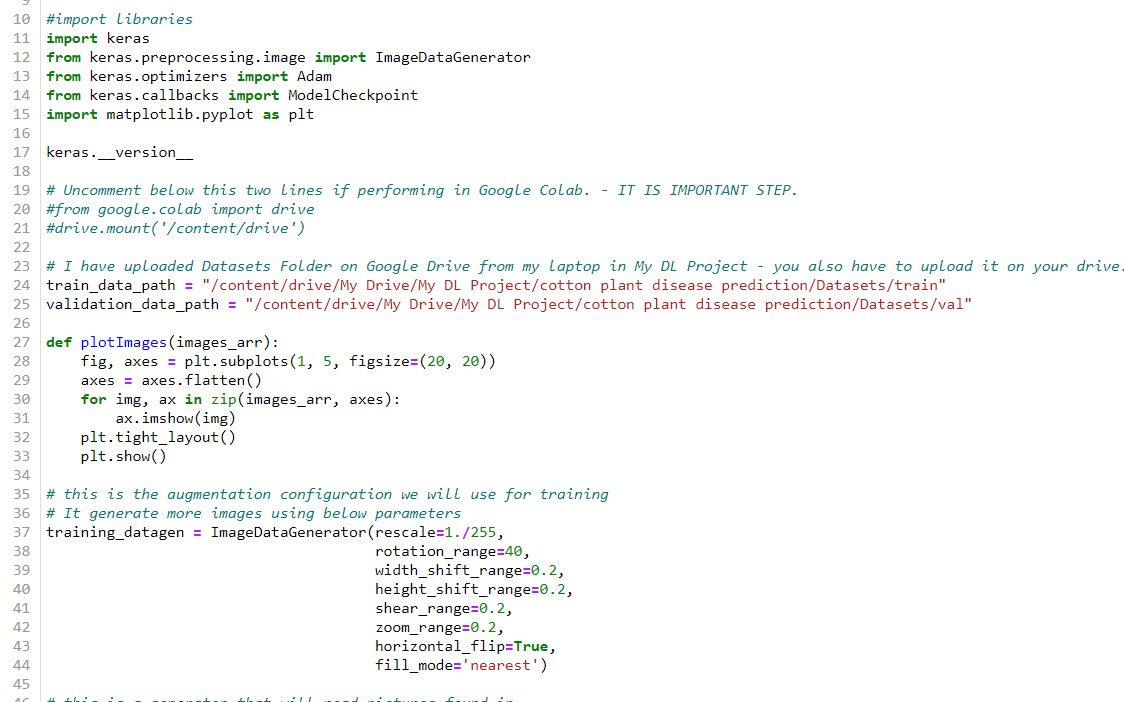 10 #import libraries
11 import keras
12 from keras.preprocessing.image import ImageDataGenerator
13 from keras.optimizers import Adam
14 from keras.callbacks import ModelCheckpoint
15 import matplotlib.pyplot as plt
16
17 keras.__version__
18
19 # Uncomment below this two lines if performing in Google Colab. - IT IS IMPORTANT STEP.
20 #from google.colab import drive
21 #drive.mount('/content/drive')
22
23 # I have uploaded Datasets Folder on Google Drive from my laptop in My DL Project - you also have to upload it on your drive.
24 train_data_path = "/content/drive/My Drive/My DL Project/cotton plant disease prediction/Datasets/train"
25 validation_data_path = "/content/drive/My Drive/My DL Project/cotton plant disease prediction/Datasets/val"
26
27 def plotImages(images_arr):
28     fig, axes = plt.subplots(1, 5, figsize=(20, 20))
29     axes = axes.flatten()
30     for img, ax in zip(images_arr, axes):
31         ax.imshow(img)
32     plt.tight_layout()
33     plt.show()
34
35 # this is the augmentation configuration we will use for training
36 # It generate more images using below parameters
37 training_datagen = ImageDataGenerator(rescale=1./255,
38                                       rotation_range=40,
39                                       width_shift_range=0.2,
40                                       height_shift_range=0.2,
41                                       shear_range=0.2,
42                                       zoom_range=0.2,
43                                       horizontal_flip=True,
44                                       fill_mode='nearest')
45
46 # this is a generator that will read pictures found in